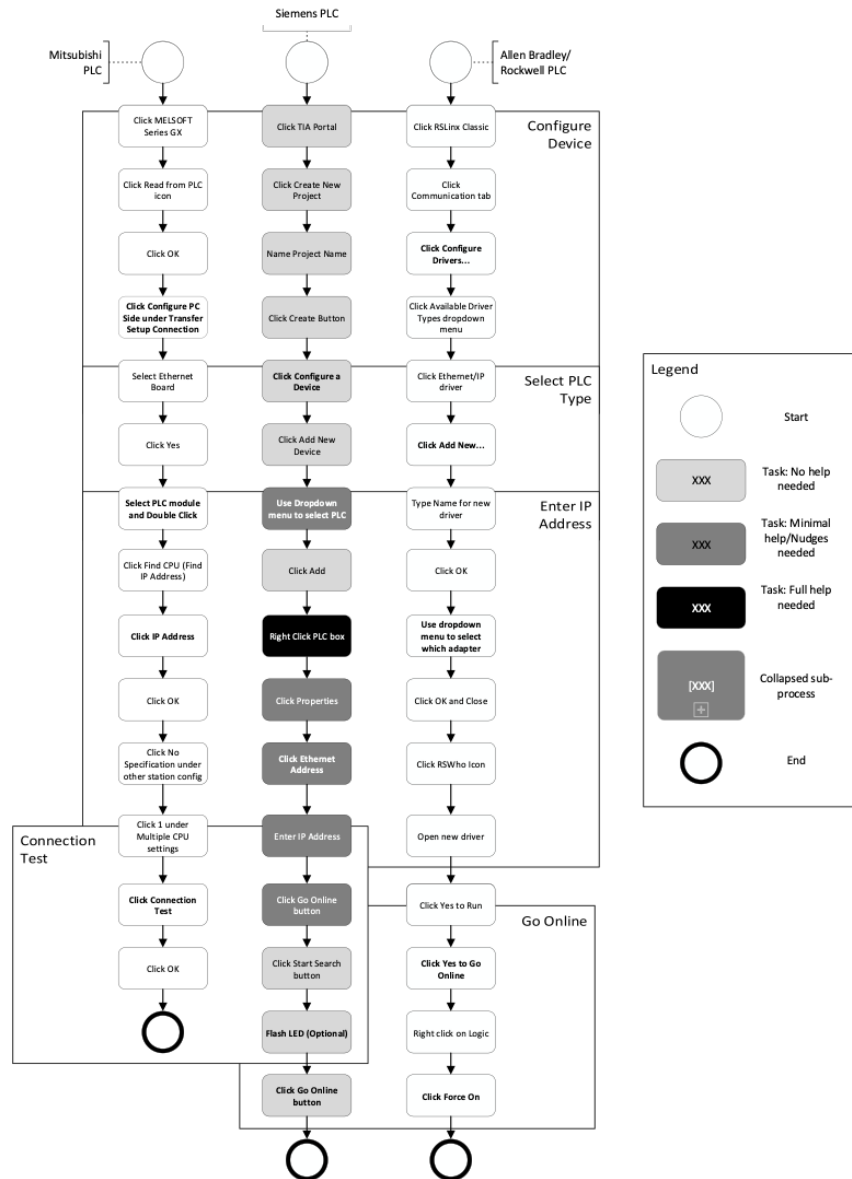 Siemens PLC
Mitsubishi
PLC
Allen Bradley/
Rockwell PLC
Configure
Device
Click MELSOFT
Series GX
Click TIA Portal
Click RSLinx Classic
Click Read from PLC
icon
Click Create New
Project
Click
Communication tab
Click OK
Name Project Name
Click Configure
Drivers...
Click Configure PC
Side under Transfer
Setup Connection
Click Create Button
Click Available Driver
Types dropdown
menu
Select PLC
Type
Select Ethernet
Board
Click Configure a
Device
Click Ethernet/IP
driver
Click Yes
Click Add New
Device
Click Add New...
Enter IP
Address
Select PLC module
and Double Click
Use Dropdown
menu to select PLC
Type Name for new
driver
Click Find CPU (Find
IP Address)
Click Add
Click OK
Click IP Address
Right Click PLC box
Use dropdown
menu to select
which adapter
Click OK
Click Properties
Click OK and Close
Click No
Specification under
other station config
Click Ethernet
Address
Click RSWho Icon
Connection
Test
Click 1 under
Multiple CPU
settings
Enter IP Address
Open new driver
Click Connection
Test
Click Go Online
button
Click Yes to Run
Go Online
Click OK
Click Start Search
button
Click Yes to Go
Online
Flash LED (Optional)
Right click on Logic
Click Go Online
button
Click Force On
Legend
Start
XXX
Task: No help
needed
XXX
Task: Minimal
help/Nudges
needed
XXX
Task: Full help
needed
[XXX]
Collapsed sub-
process
End